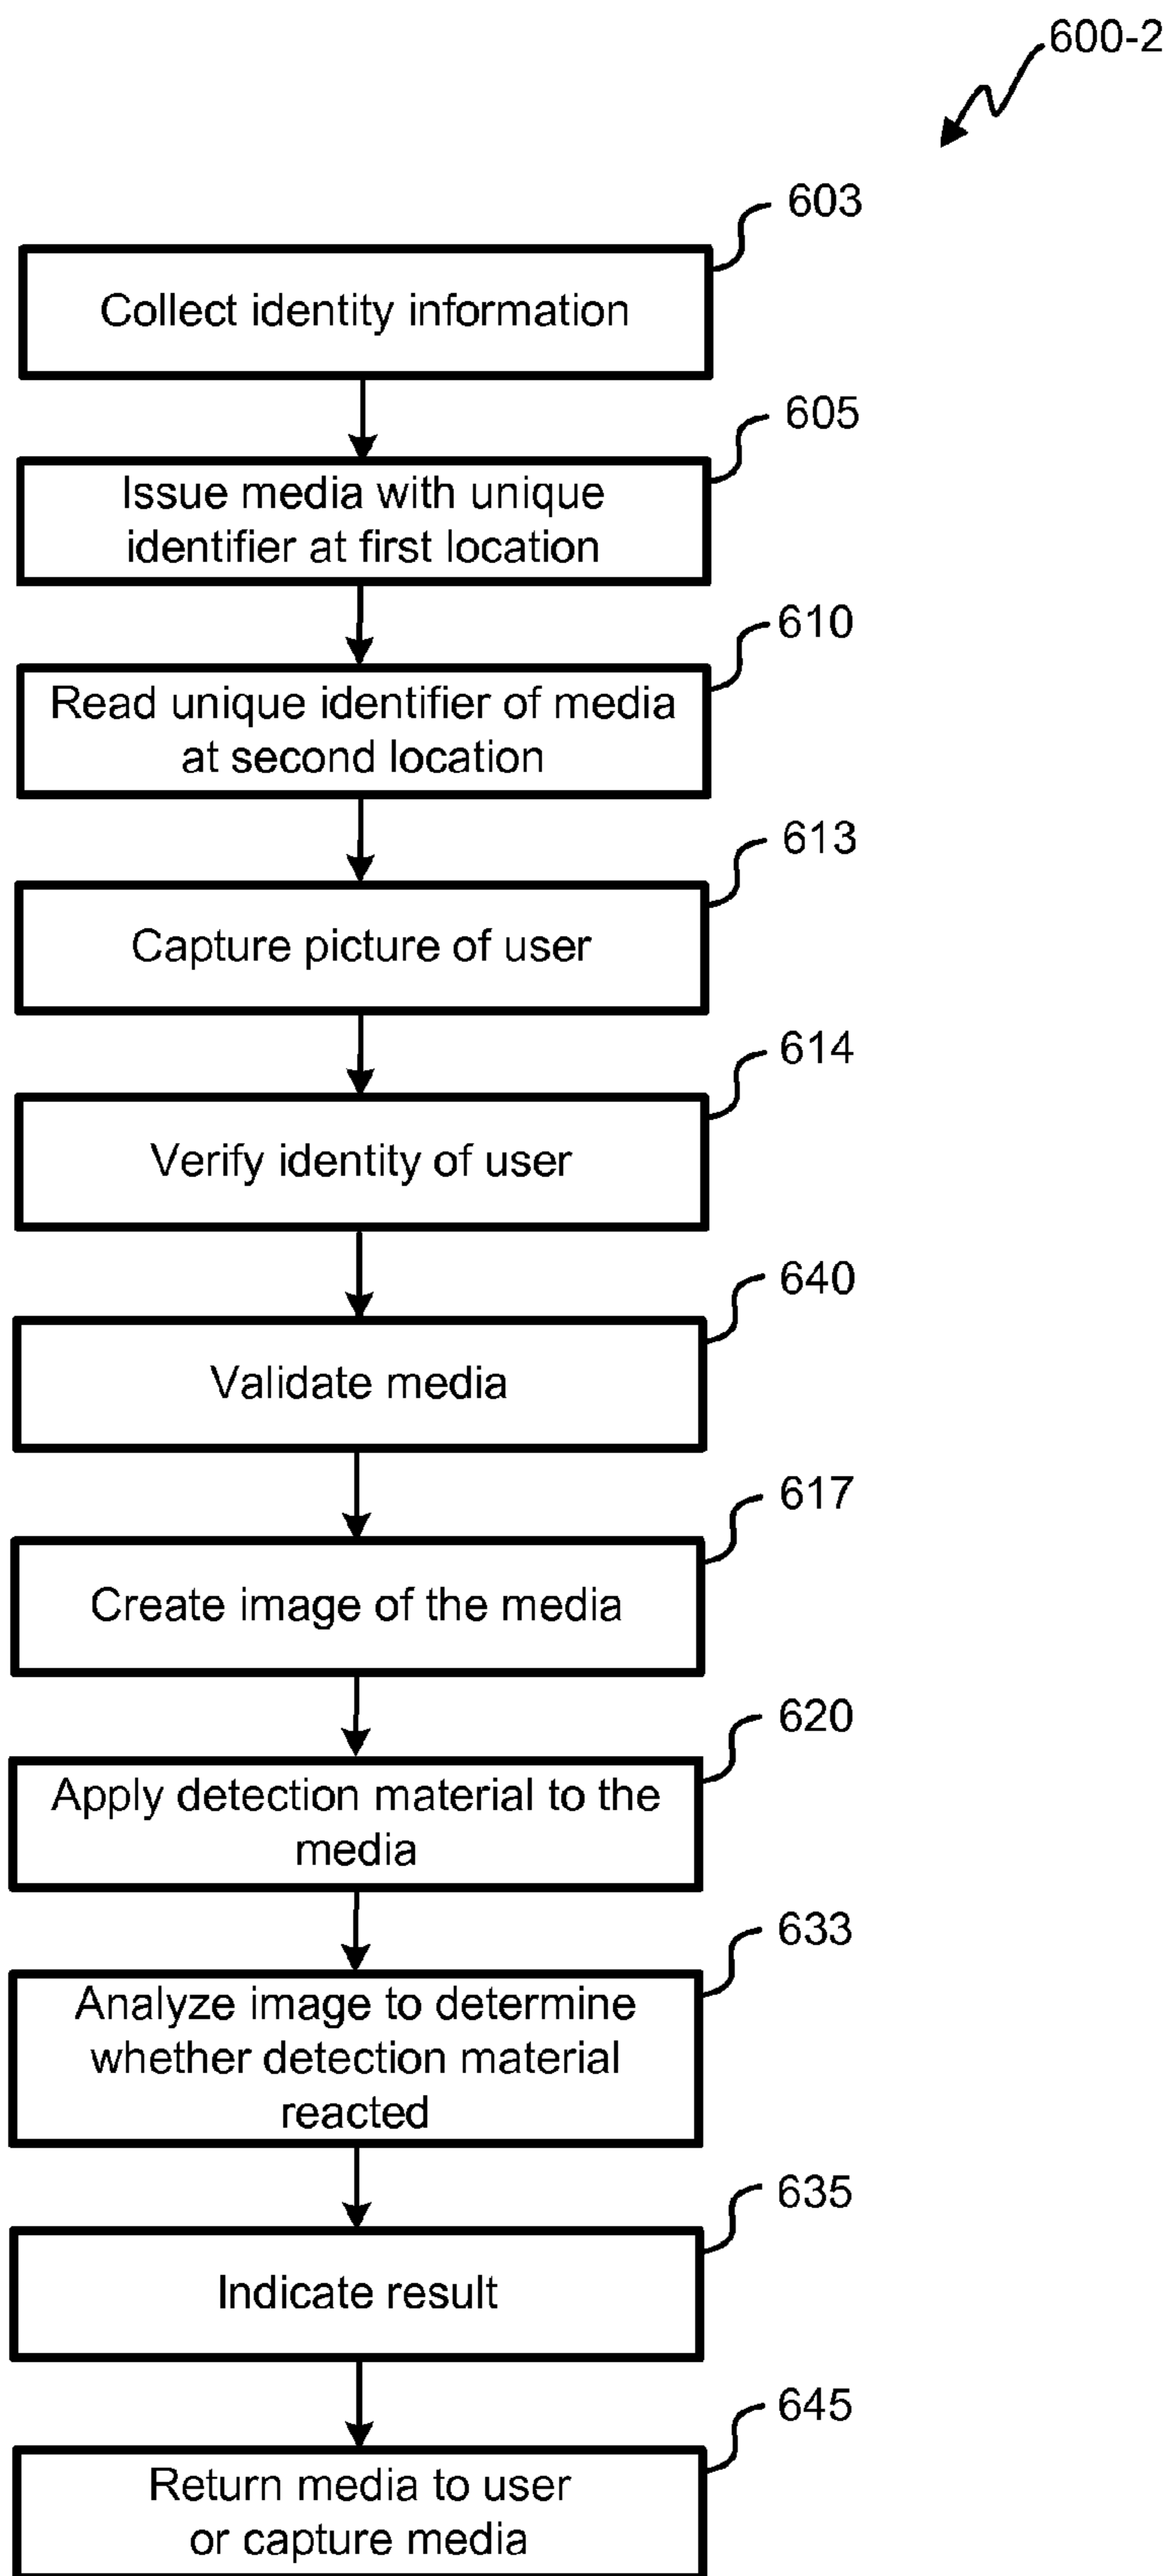 600-2
603
Collect identity information
605
Issue media with unique
identifier at first location
610
Read unique identifier of media
at second location
613
Capture picture of user
614
Verify identity of user
640
Validate media
617
Create image of the media
620
Apply detection material to the
media
633
Analyze image to determine
whether detection material
reacted
635
Indicate result
645
Return media to user
or capture media